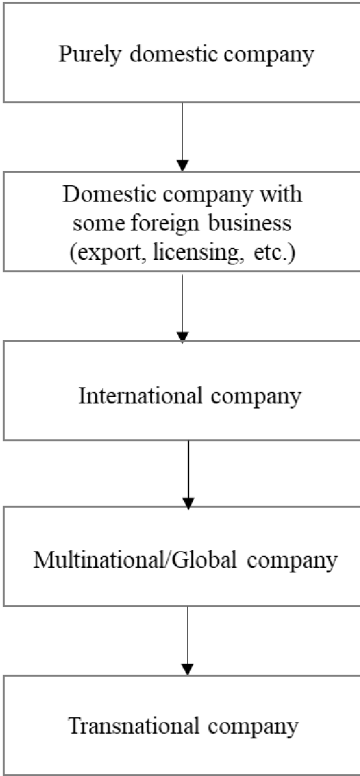 Purely domestic company
Domestic company with
some foreign business
(export, licensing, etc.)
International company
Multinational/Global company
Transnational company